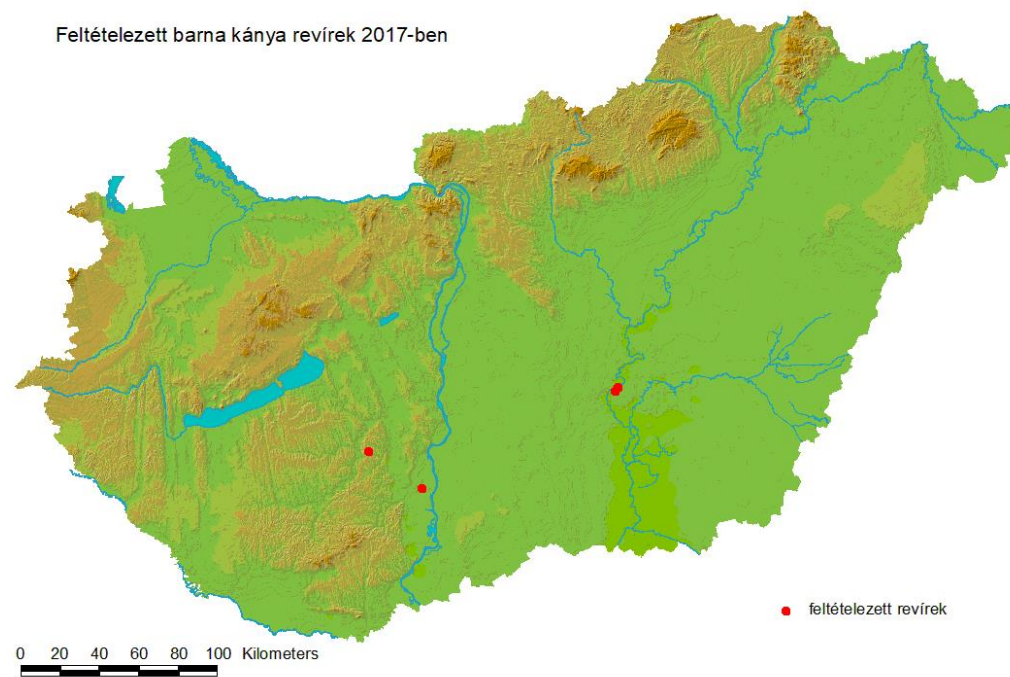 Feltételezett barna kánya revírek 2017-ben
feltételezett revírek
0 20 40 60 80 100 Kilometers